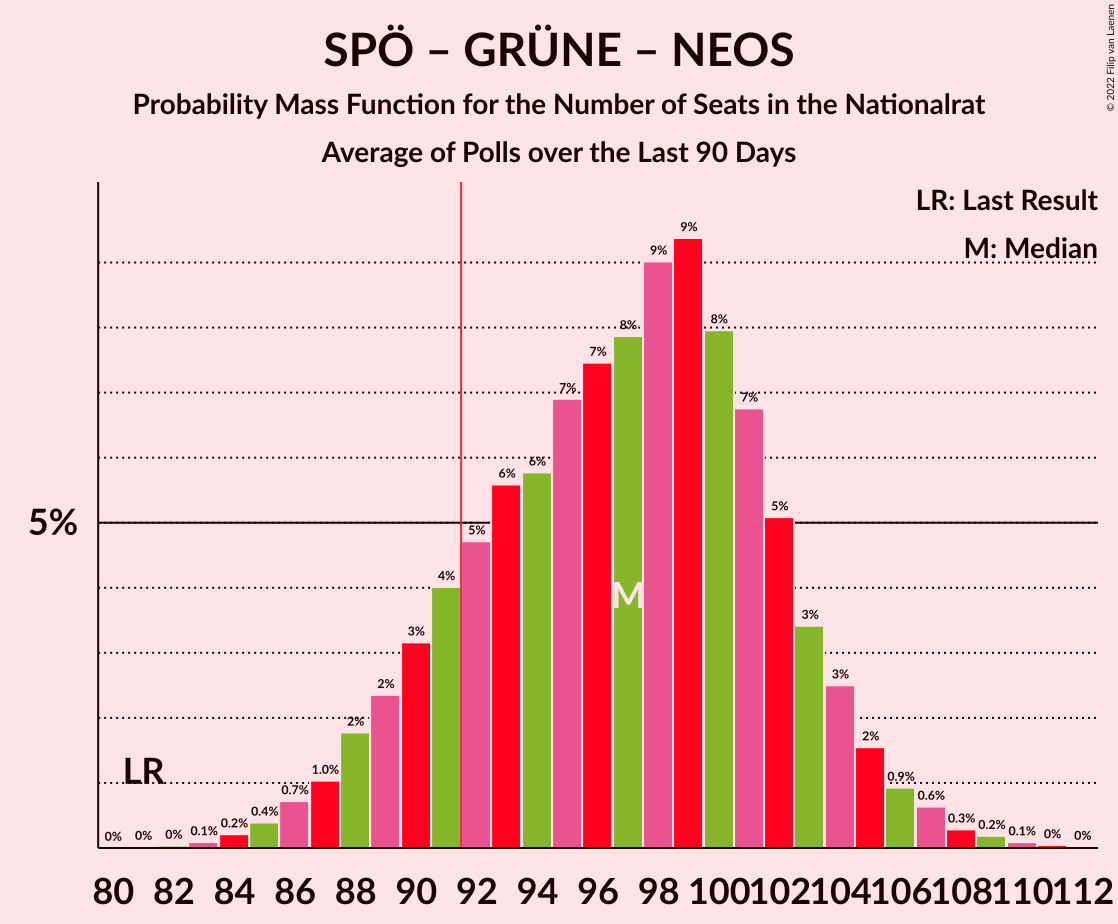 SPÖ – GRÜNE – NEOS
Probability Mass Function for the Number of Seats in the Nationalrat
Average of Polls over the Last 90 Days
© 2022 Filip van Laenen
LR: Last Result
M: Median
5%
LR
M
0% 0% 0% 0.1% 0.2% 0.4% 0.7% 1.0% 2% 2% 3% 4% 5% 6% 6% 7% 7% 8% 9% 9% 8% 7% 5% 3% 3% 2% 0.9% 0.6% 0.3% 0.2% 0.1% 0% 0%
80 82 84 86 88 90 92 94 96 98 100 102 104 106 108 110 112